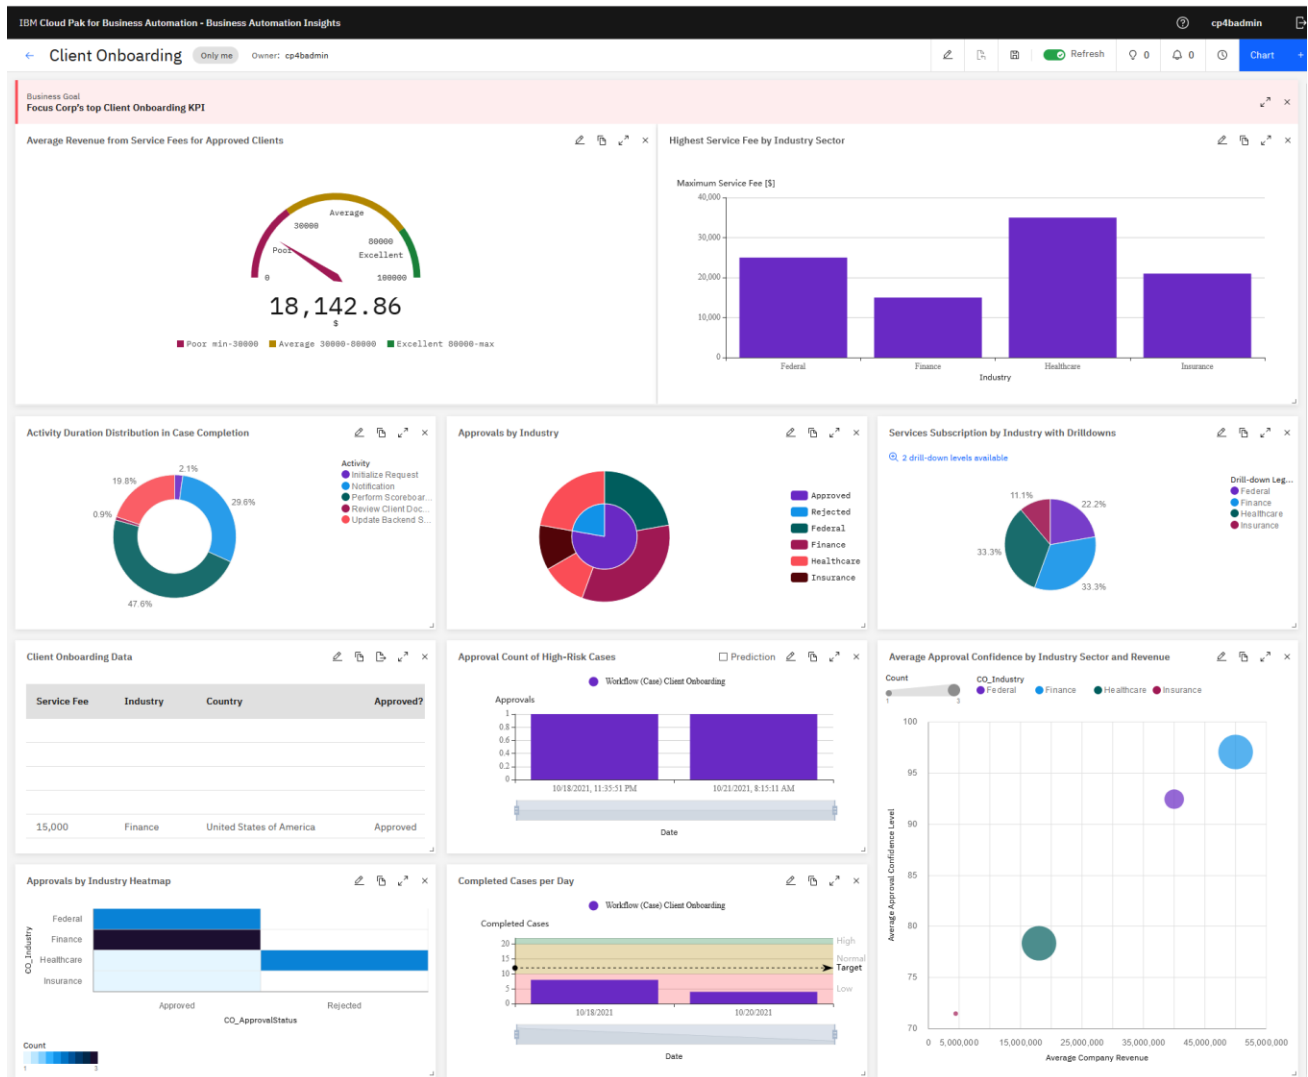 IBM Cloud Pak for Business Automation - Business Automation Insights
cp4badmin
Client Onboarding
Only me
Owner: cp4badmin
Refresh
0
0
Chart +
Business Goal
Focus Corp's top Client Onboarding KPI
Average Revenue from Service Fees for Approved Clients
Average
30000
80000
Poor
Excellent
0
100000
18,142.86
$
Poor min-30000
Average 30000-80000
Excellent 80000-max
Highest Service Fee by Industry Sector
Maximum Service Fee [$]
40,000
30,000
20,000
10,000
0
Federal
Finance
Healthcare
Insurance
Industry
Activity Duration Distribution in Case Completion
2.1%
19.8%
29.6%
0.9%
47.6%
Activity
Initialize Request
Notification
Perform Scoreboar...
Review Client Doc...
Update Backend S...
Approvals by Industry
Approved
Rejected
Federal
Finance
Healthcare
Insurance
Services Subscription by Industry with Drilldowns
2 drill-down levels available
11.1%
22.2%
33.3%
33.3%
Drill-down Leg...
Federal
Finance
Healthcare
Insurance
Client Onboarding Data
Service Fee
Industry
Country
Approved?
15,000
Finance
United States of America
Approved
Approval Count of High-Risk Cases
Prediction
Workflow (Case) Client Onboarding
Approvals
1
0.8
0.6
0.4
0.2
0
10/18/2021, 11:35:51 PM
10/21/2021, 8:15:11 AM
Date
Average Approval Confidence by Industry Sector and Revenue
Count
1
3
CO_Industry
Federal
Finance
Healthcare
Insurance
100
95
90
85
80
75
70
Average Approval Confidence Level
0
5,000,000
15,000,000
25,000,000
35,000,000
45,000,000
55,000,000
Average Company Revenue
Approvals by Industry Heatmap
CO_Industry
Federal
Finance
Healthcare
Insurance
Approved
Rejected
CO_ApprovalStatus
Count
1
3
Completed Cases per Day
Workflow (Case) Client Onboarding
Completed Cases
20
15
10
5
0
High
Normal
Target
Low
10/18/2021
10/20/2021
Date